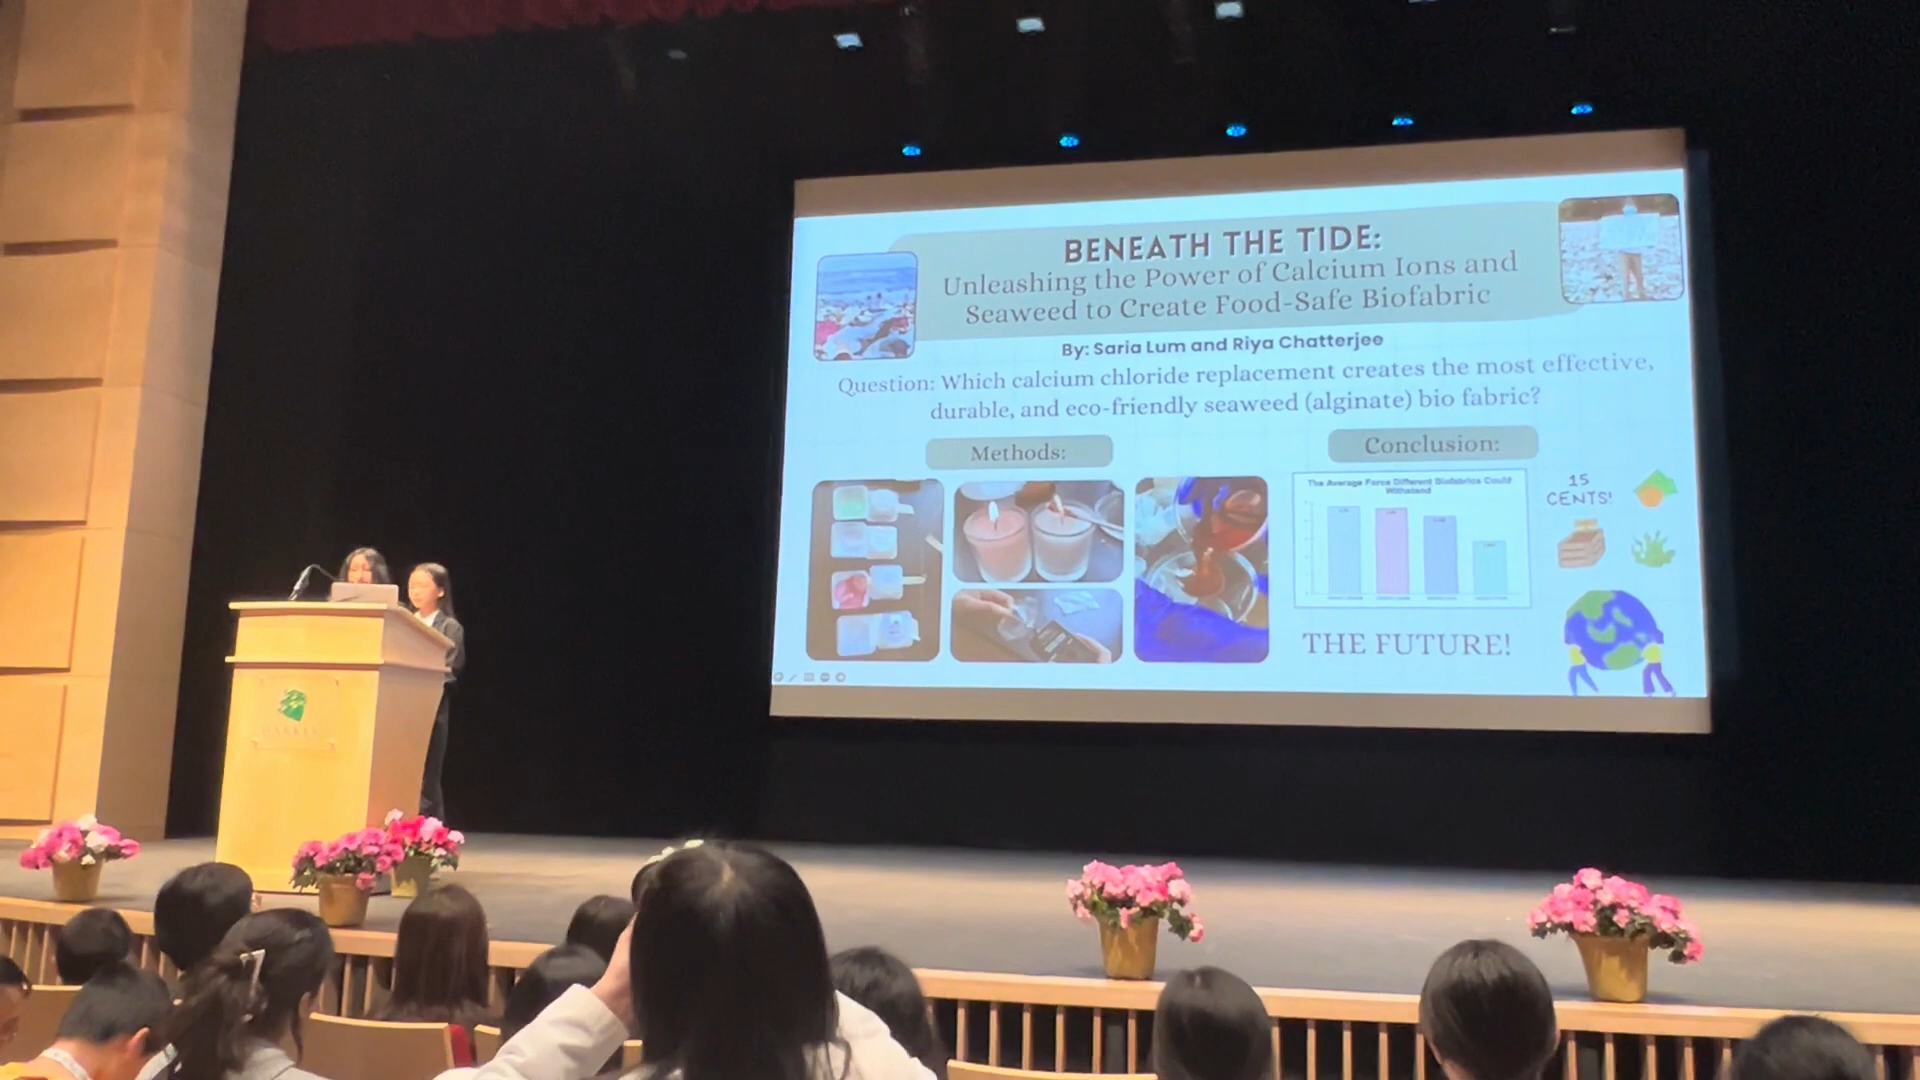 BENEATH THE TIDE:
Unleashing the Power of Calcium Ions and
Seaweed to Create Food-Safe Biofabric
By: Saria Lum and Riya Chatterjee
Question: Which calcium chloride replacement creates the most effective,
durable, and eco-friendly seaweed (alginate) bio fabric?
Methods:
Conclusion:
The Average Force Different Biofabrics Could
Withstand
15
CENTS!
THE FUTURE!
HARKER